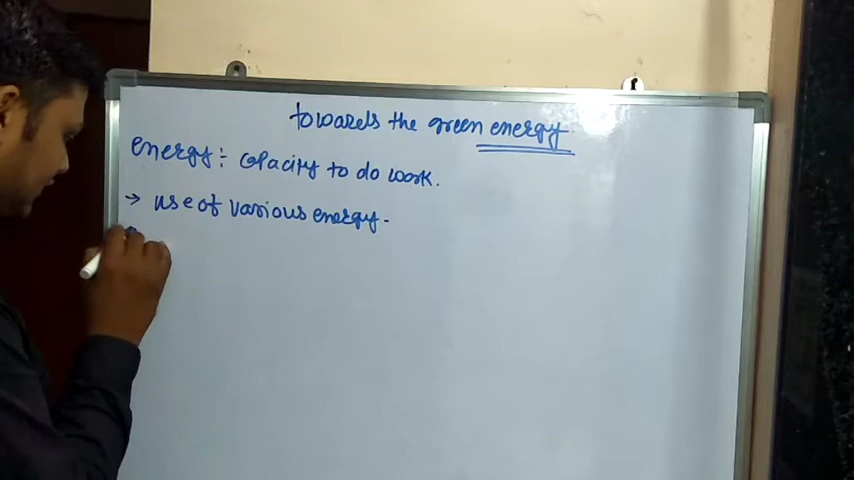 towards the green energy
energy : capacity to do work.
→ use of various energy.